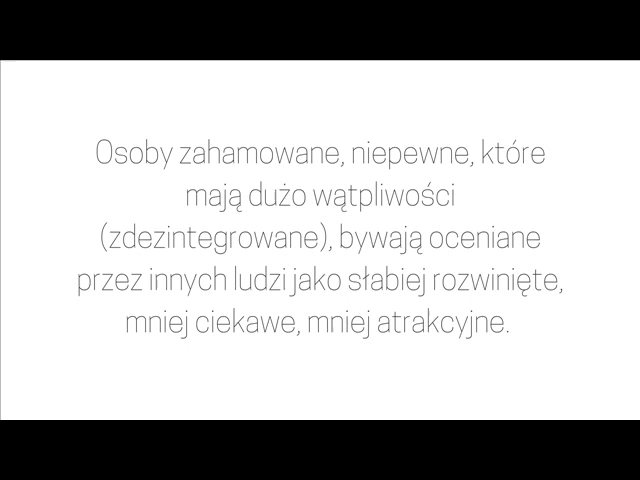 Osoby zahamowane, niepewne, które
mają dużo wątpliwości
(zdezintegrowane), bywają oceniane
przez innych ludzi jako słabiej rozwinięte,
mniej ciekawe, mniej atrakcyjne.